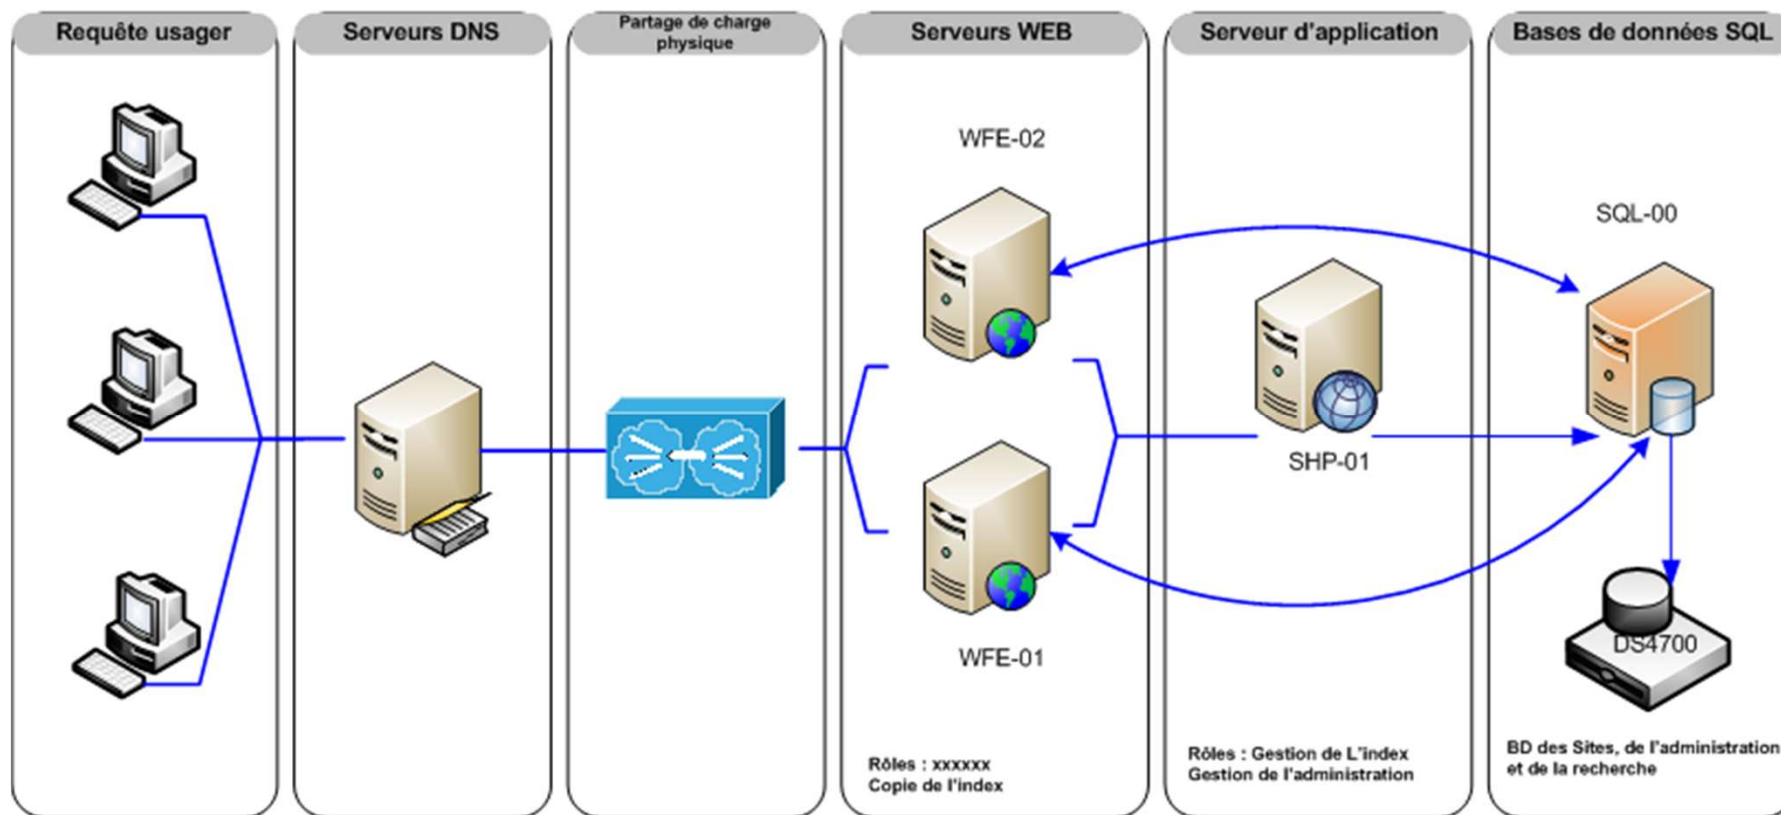 Requête usager
Serveurs DNS
Partage de charge
physique
Serveurs WEB
Serveur d'application
Bases de données SQL
WFE-02
SQL-00
SHP-01
WFE-01
DS4700
Rôles : xxxxxx
Copie de l'index
Rôles : Gestion de L'index
Gestion de l'administration
BD des Sites, de l'administration
et de la recherche